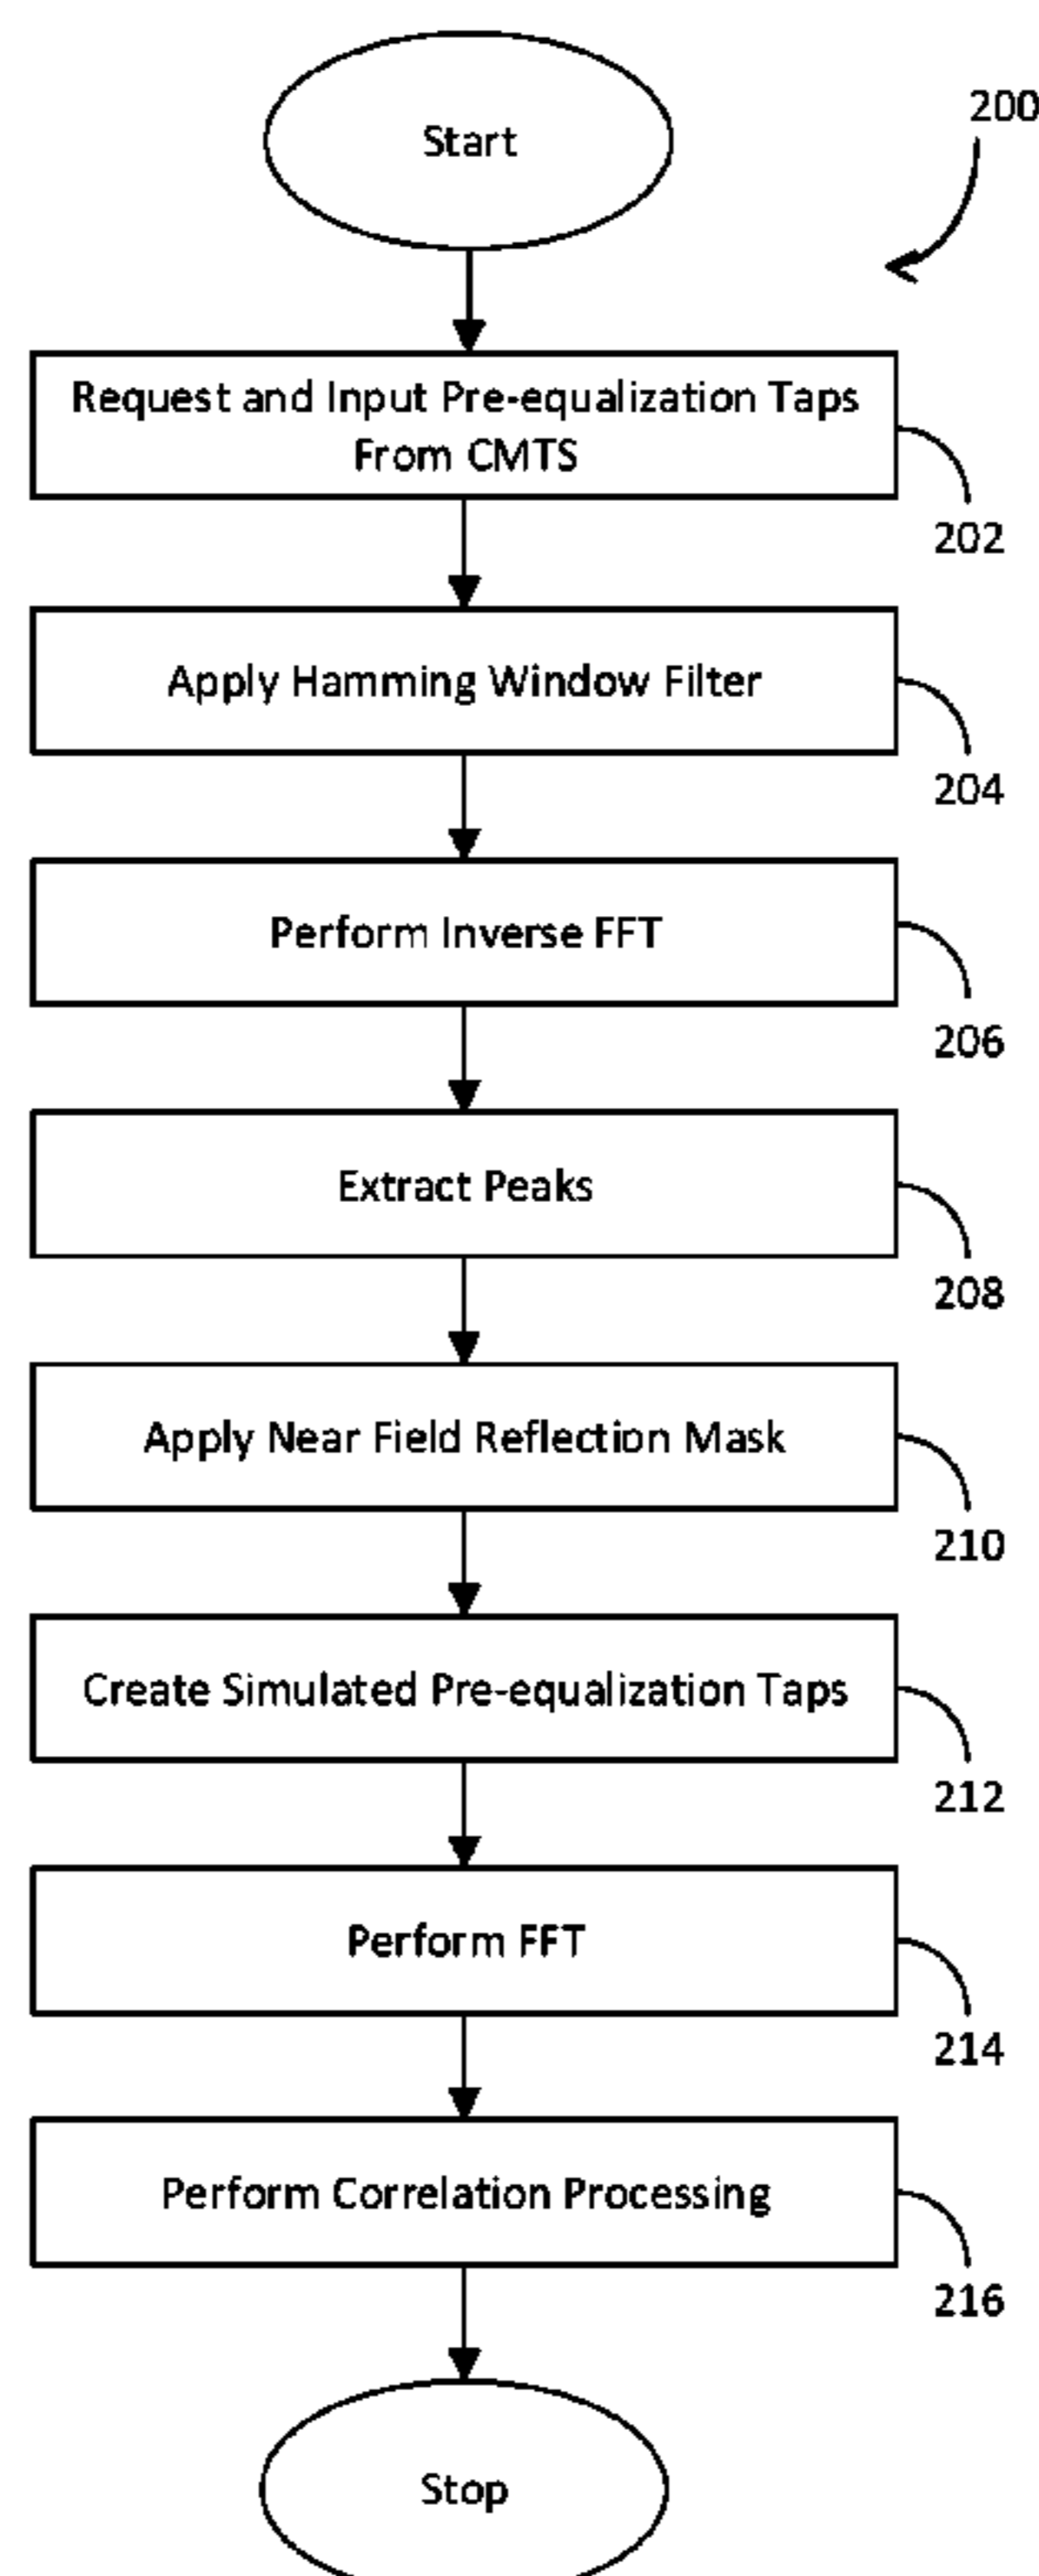 Start
200
Request and Input Pre-equalization Taps
From CMTS
202
Apply Hamming Window Filter
204
Perform Inverse FFT
206
Extract Peaks
208
Apply Near Field Reflection Mask
210
Create Simulated Pre-equalization Taps
212
Perform FFT
214
Perform Correlation Processing
216
Stop